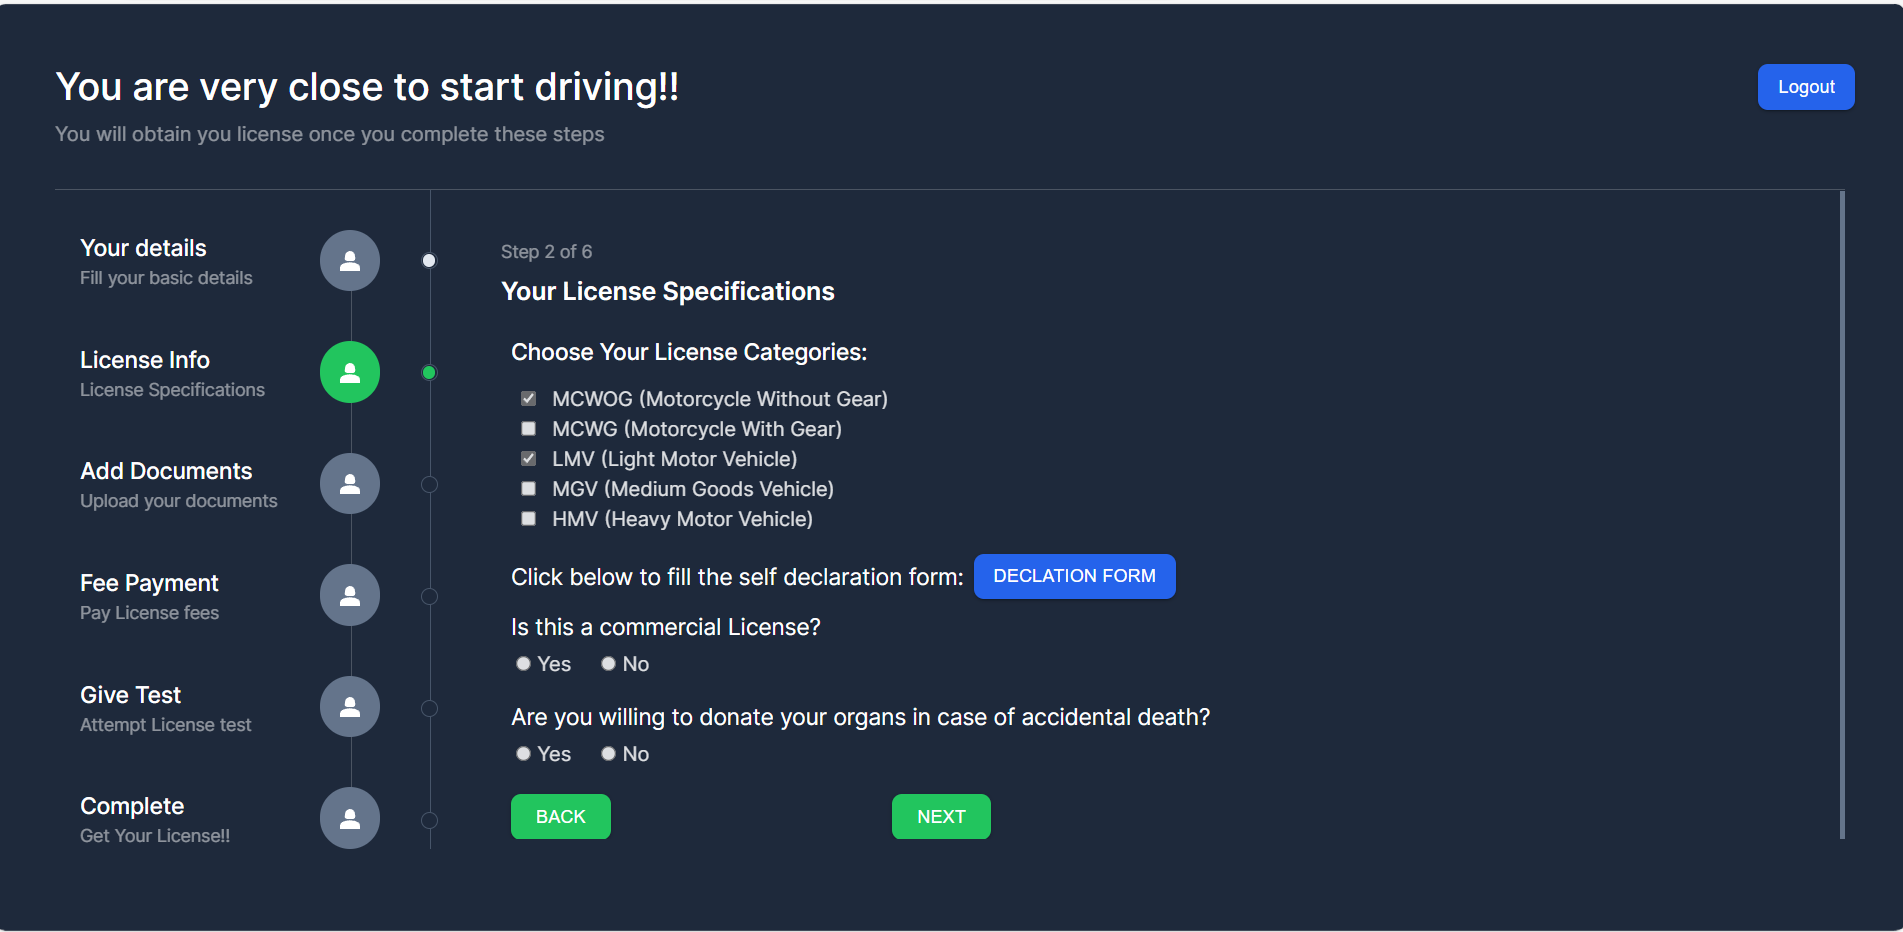 You are very close to start driving!!
Logout
You will obtain you license once you complete these steps
Your details
Fill your basic details
License Info
License Specifications
Add Documents
Upload your documents
Fee Payment
Pay License fees
Give Test
Attempt License test
Complete
Get Your License!!
Step 2 of 6
Your License Specifications
Choose Your License Categories:
MCWOG (Motorcycle Without Gear)
MCWG (Motorcycle With Gear)
LMV (Light Motor Vehicle)
MGV (Medium Goods Vehicle)
HMV (Heavy Motor Vehicle)
Click below to fill the self declaration form: DECLATION FORM
Is this a commercial License?
Yes No
Are you willing to donate your organs in case of accidental death?
Yes No
BACK NEXT